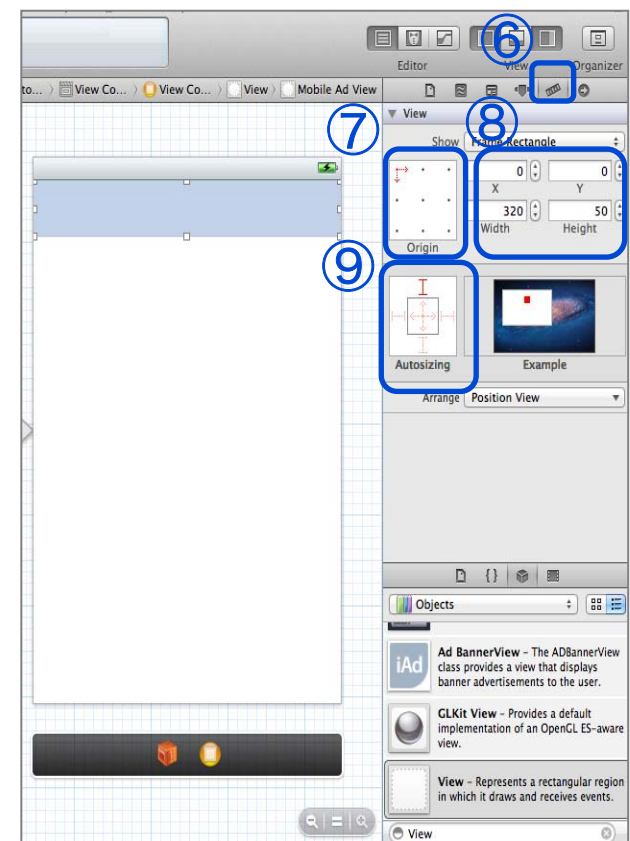 ⑥
Editor
View
Organizer
to... 〉 View Co... 〉 View Co... 〉 View 〉 Mobile Ad View
▼ View
⑦
⑧
Show Frame Rectangle
0
0
X
Y
320
50
Width
Height
Origin
⑨
Autosizing
Example
Arrange Position View
{}
Objects
iAd
Ad BannerView – The ADBannerView
class provides a view that displays
banner advertisements to the user.
GLKit View – Provides a default
implementation of an OpenGL ES-aware
view.
View – Represents a rectangular region
in which it draws and receives events.
View